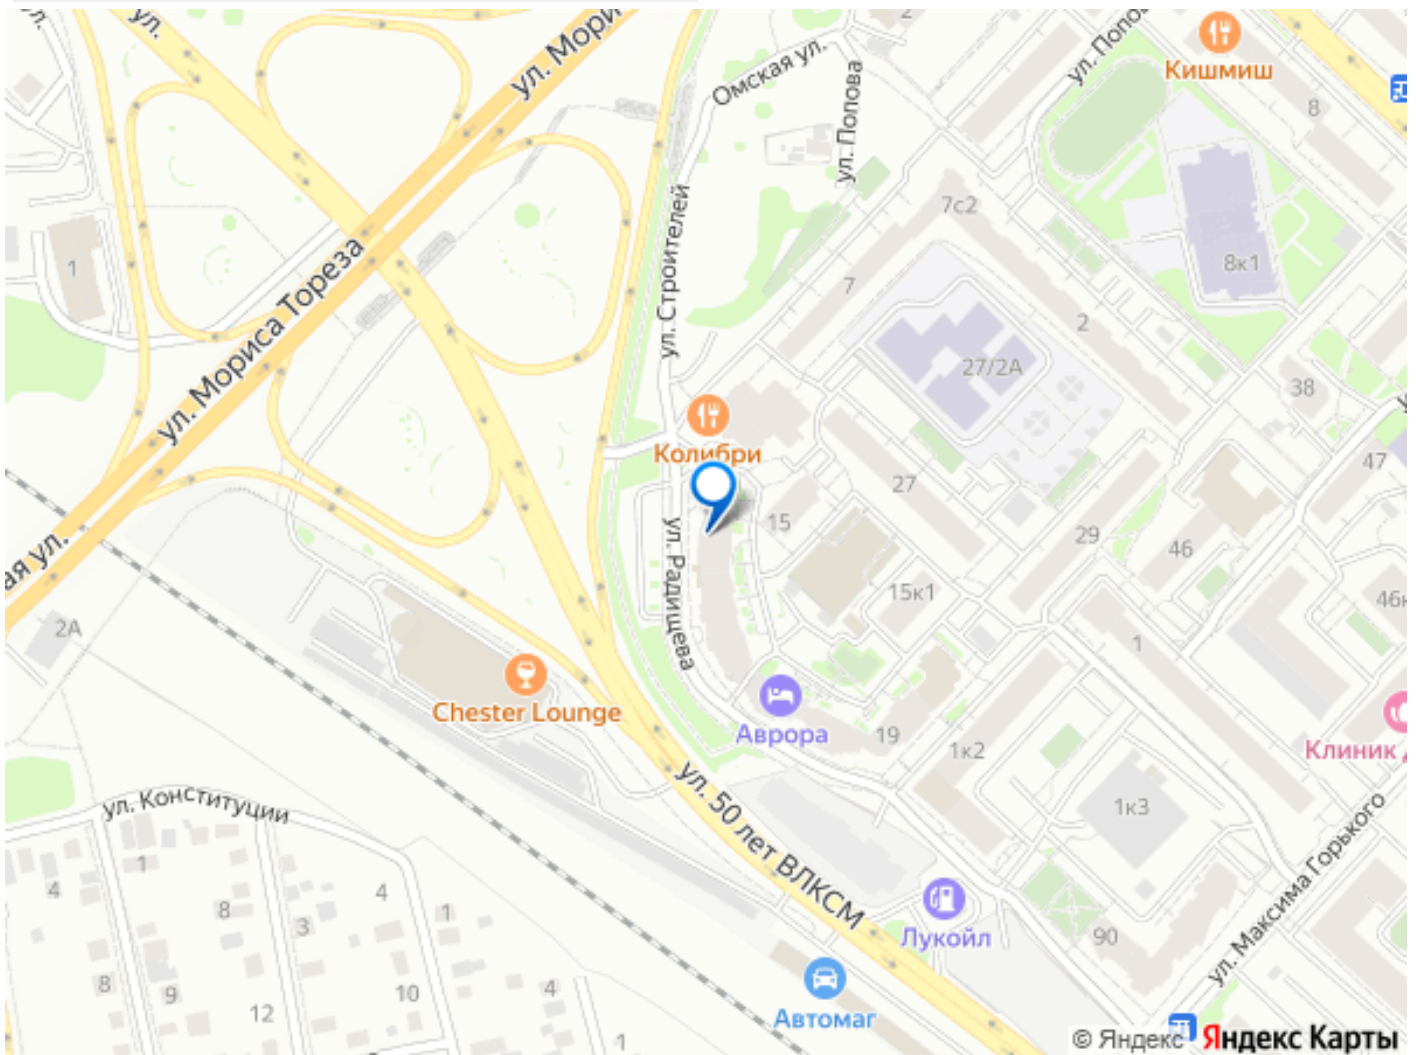 ул.
ул.
ул. Мори
2
Омская ул.
ул. Попова
ул. Попо
Кишмиш
8
7с2
8к1
1
ул. Мориса Тореза
ул. Строителей
7
2
27/2А
38
47
Колибри
27
15
29
46
ул. Радищева
15к1
46к
ая ул.
2А
1
Chester Lounge
Аврора
19
1к2
Клиник
1к3
ул. Конституции
ул. 50 лет ВЛКСМ
ул. Максима Горького
4
1
8
4
1
3
Лукойл
90
8
9
12
10
4
1
Автомаг
© Яндекс
Яндекс Карты